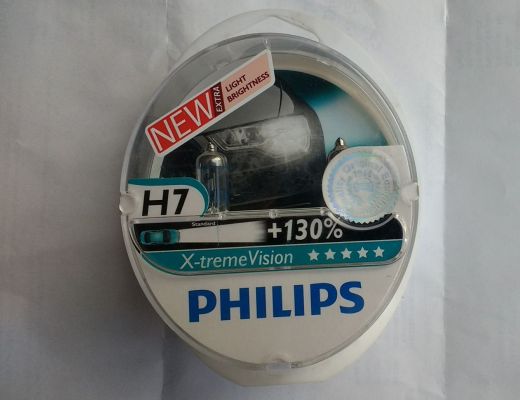 NEW
EXTRA
LIGHT
BRIGHTNESS
H7
Standard
+130%
X-tremeVision
PHILIPS